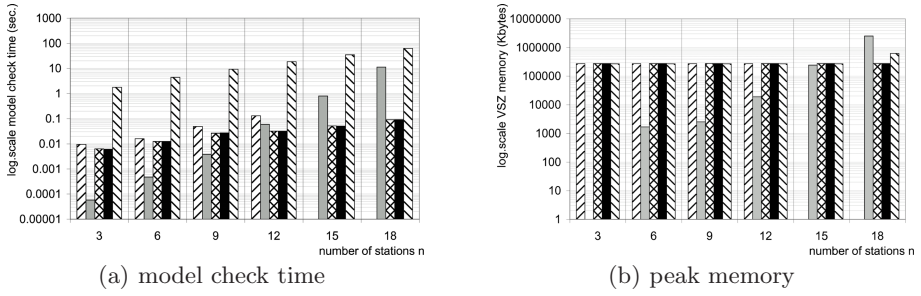 log.scale model check time (sec.)
1000
100
10
1
0.1
0.01
0.001
0.0001
0.00001
3 6 9 12 15 18
number of stations n
(a) model check time
log.scale VSZ memory (Kbytes)
10000000
1000000
100000
10000
1000
100
10
1
3 6 9 12 15 18
number of stations n
(b) peak memory